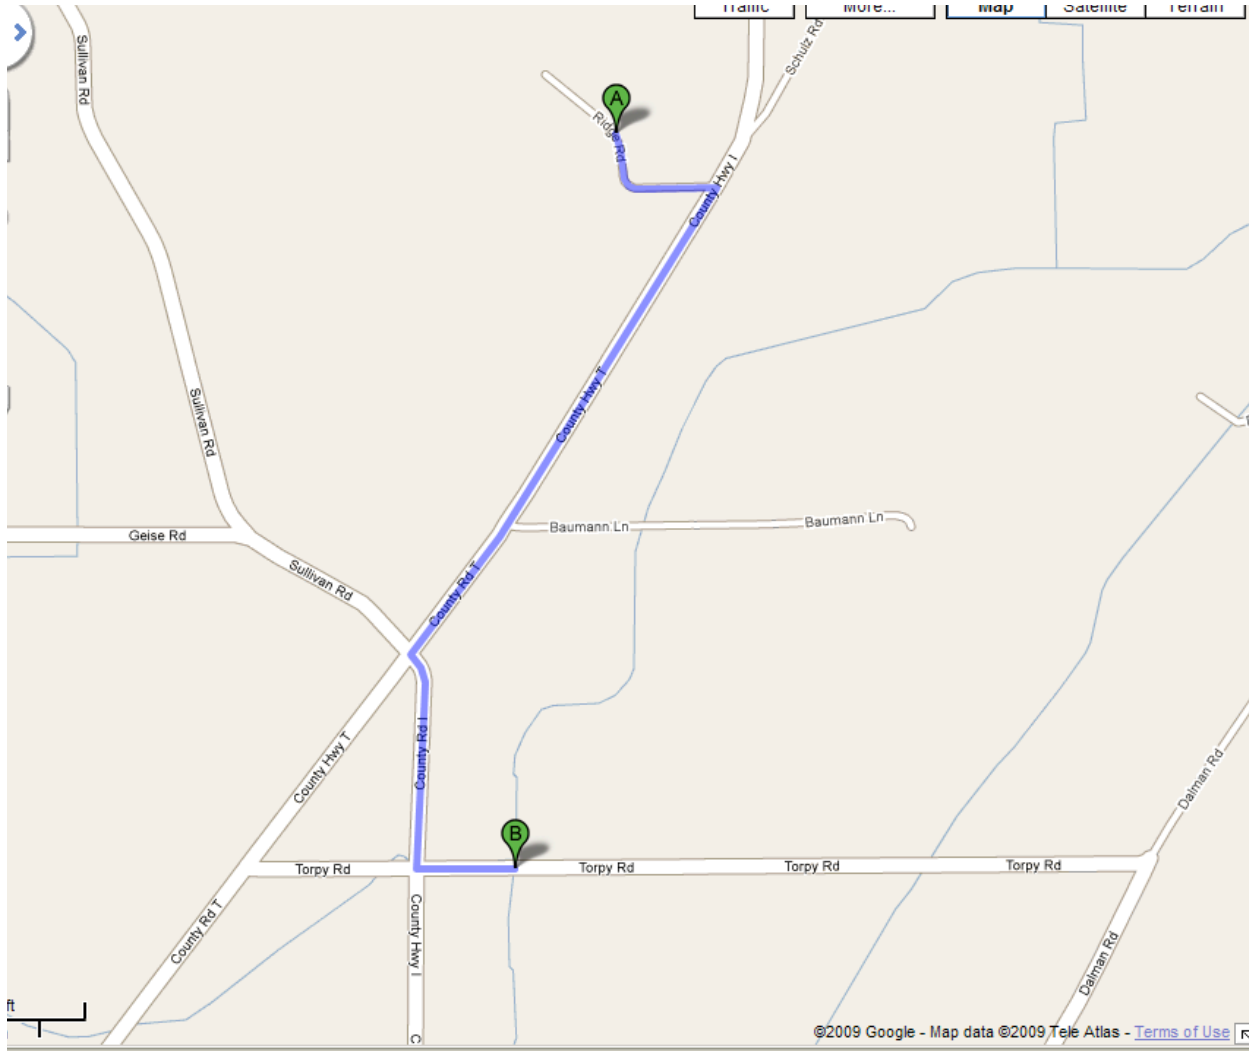 Traffic
More...
Map
Satellite
Terrain
Sullivan Rd
Schulz Rd
A
Ridge Rd
County Hwy I
County Hwy T
Sullivan Rd
Baumann Ln
Baumann Ln
Geise Rd
Sullivan Rd
County Rd T
County Rd I
County Hwy T
Dalman Rd
B
Torpy Rd
Torpy Rd
Torpy Rd
Torpy Rd
County Rd T
County Hwy I
Dalman Rd
ft
C
©2009 Google - Map data ©2009 Tele Atlas - Terms of Use